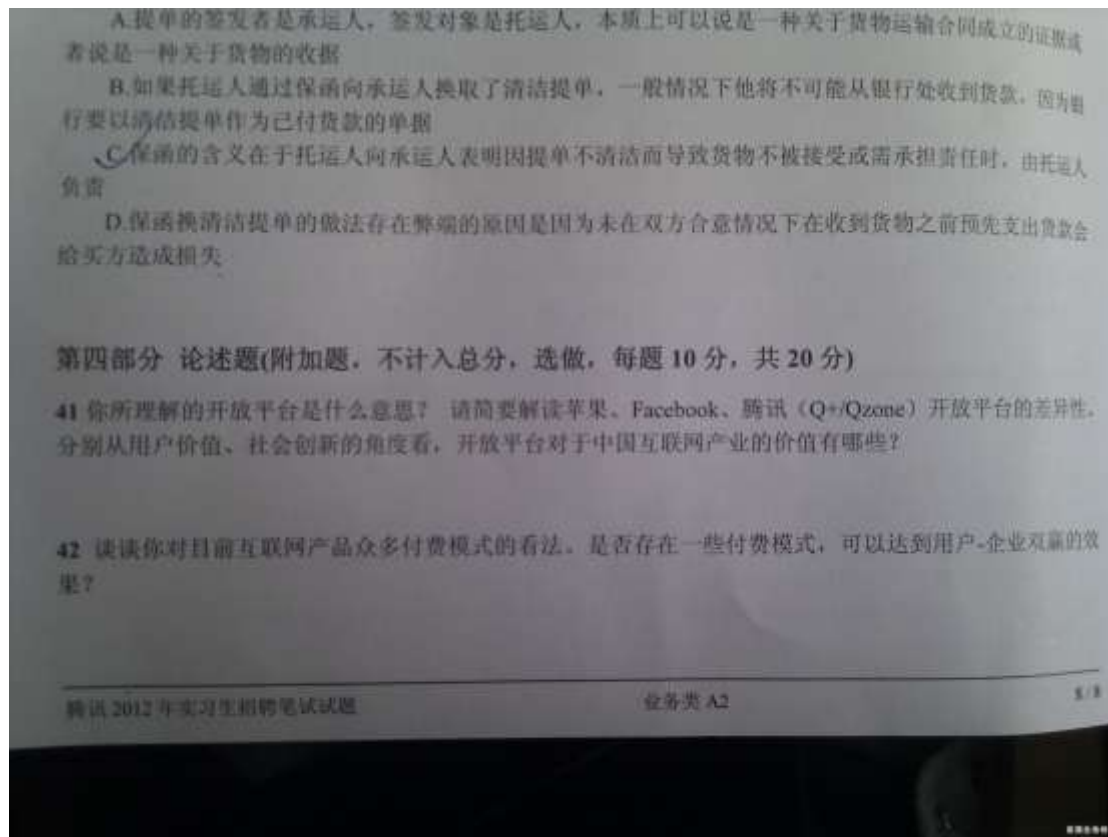 A.提单的签发者是承运人，签发对象是托运人，本质上可以说是一种关于货物运输合同成立的证据或
者说是一种关于货物的收据
B.如果托运人通过保函向承运人换取了清洁提单，一般情况下他将不可能从银行处收到货款，因为银
行要以清洁提单作为已付货款的单据
C.保函的含义在于托运人向承运人表明因提单不清洁而导致货物不被接受或需承担责任时，由托运人
负责
D.保函换清洁提单的做法存在弊端的原因是因为未在双方合意情况下在收到货物之前预先支出货款会
给买方造成损失
第四部分 论述题(附加题，不计入总分，选做，每题 10 分，共 20 分)
41 你所理解的开放平台是什么意思？ 请简要解读苹果、Facebook、腾讯（Q+/Qzone）开放平台的差异性，
分别从用户价值、社会创新的角度看，开放平台对于中国互联网产业的价值有哪些？
42 谈谈你对目前互联网产品众多付费模式的看法。是否存在一些付费模式，可以达到用户-企业双赢的效
果？
腾讯 2012 年实习生招聘笔试试题 业务类 A2 5 / 8